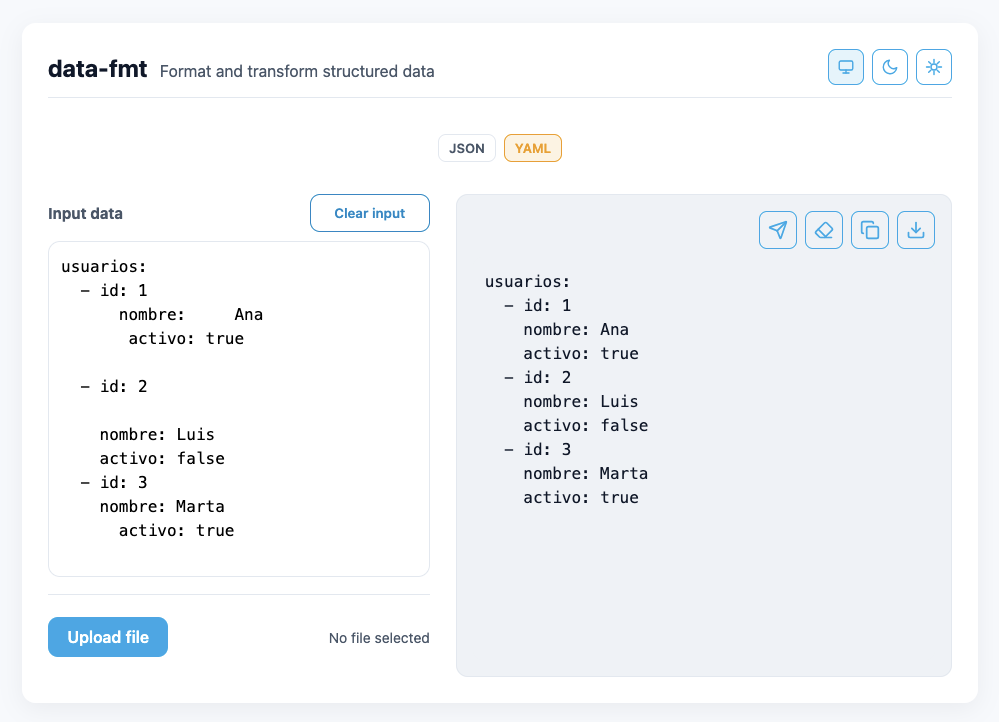 data-fmt Format and transform structured data
JSON YAML
Input data Clear input
usuarios:
  - id: 1
      nombre:     Ana
       activo: true

  - id: 2

    nombre: Luis
    activo: false
  - id: 3
    nombre: Marta
      activo: true
Upload file No file selected
usuarios:
  - id: 1
    nombre: Ana
    activo: true
  - id: 2
    nombre: Luis
    activo: false
  - id: 3
    nombre: Marta
    activo: true